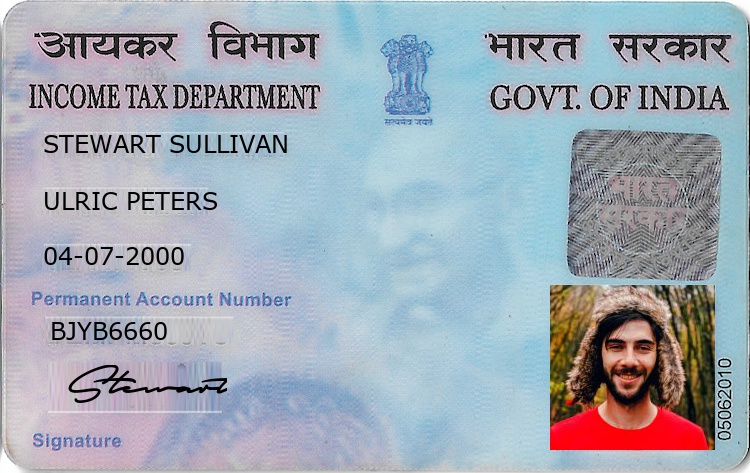 आयकर विभाग भारत सरकार
INCOME TAX DEPARTMENT GOVT. OF INDIA
सत्यमेव जयते
STEWART SULLIVAN
ULRIC PETERS
04-07-2000
भारत
सरकार
Permanent Account Number
BJYB6660
Stewart
Signature
05062010